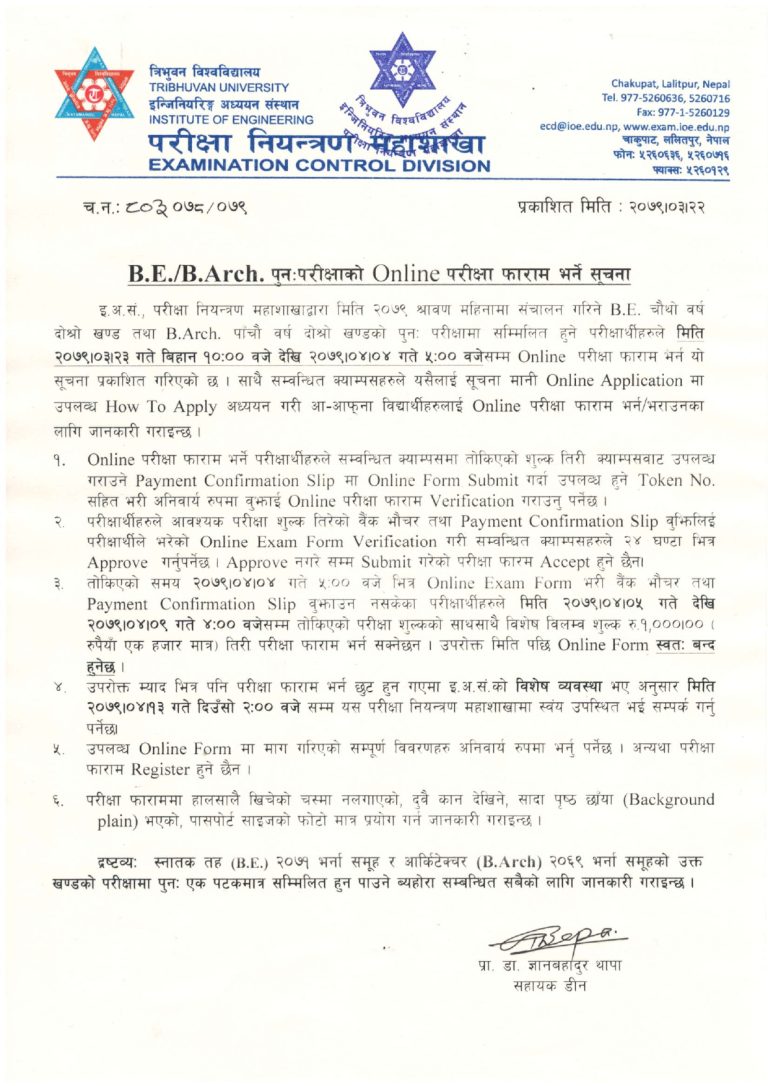 त्रिभुवन विश्वविद्यालय
TRIBHUVAN UNIVERSITY
इन्जिनियरिङ्ग अध्ययन संस्थान
INSTITUTE OF ENGINEERING
परीक्षा नियन्त्रण महाशाखा
EXAMINATION CONTROL DIVISION
त्रिभुवन विश्वविद्यालय
इन्जिनियरिङ्ग अध्ययन संस्थान
परीक्षा नियन्त्रण महाशाखा
Chakupat, Lalitpur, Nepal
Tel. 977-5260636, 5260716
Fax: 977-1-5260129
ecd@ioe.edu.np, www.exam.ioe.edu.np
चाकुपाट, ललितपुर, नेपाल
फोन: ५२६०६३६, ५२६०७१६
फ्याक्स: ५२६०१२९
च.न.: ८०३ ०७८/०७९
प्रकाशित मिति : २०७९।०३।२२
B.E./B.Arch. पुनःपरीक्षाको Online परीक्षा फाराम भर्ने सूचना
इ.अ.सं., परीक्षा नियन्त्रण महाशाखाद्वारा मिति २०७९ श्रावण महिनामा संचालन गरिने B.E. चौथो वर्ष
दोश्रो खण्ड तथा B.Arch. पाँचौ वर्ष दोश्रो खण्डको पुनः परीक्षामा सम्मिलित हुने परीक्षार्थीहरुले मिति
२०७९।०३।२३ गते बिहान १०:०० वजे देखि २०७९।०४।०४ गते ५:०० वजेसम्म Online परीक्षा फाराम भर्न यो
सूचना प्रकाशित गरिएको छ । साथै सम्वन्धित क्याम्पसहरुले यसैलाई सूचना मानी Online Application मा
उपलब्ध How To Apply अध्ययन गरी आ-आफ्ना विद्यार्थीहरुलाई Online परीक्षा फाराम भर्न/भराउनका
लागि जानकारी गराइन्छ ।
१. Online परीक्षा फाराम भर्ने परीक्षार्थीहरुले सम्वन्धित क्याम्पसमा तोकिएको शुल्क तिरी क्याम्पसवाट उपलब्ध
गराउने Payment Confirmation Slip मा Online Form Submit गर्दा उपलब्ध हुने Token No.
सहित भरी अनिवार्य रुपमा वुझाई Online परीक्षा फाराम Verification गराउनु पर्नेछ ।
२. परीक्षार्थीहरुले आवश्यक परीक्षा शुल्क तिरेको वैंक भौचर तथा Payment Confirmation Slip वुझिलिई
परीक्षार्थीले भरेको Online Exam Form Verification गरी सम्वन्धित क्याम्पसहरुले २४ घण्टा भित्र
Approve गर्नुपर्नेछ । Approve नगरे सम्म Submit गरेको परीक्षा फारम Accept हुने छैन।
३. तोकिएको समय २०७९।०४।०४ गते ५:०० वजे भित्र Online Exam Form भरी वैंक भौचर तथा
Payment Confirmation Slip वुझाउन नसकेका परीक्षार्थीहरुले मिति २०७९।०४।०५ गते देखि
२०७९।०४।०९ गते ४:०० वजेसम्म तोकिएको परीक्षा शुल्कको साथसाथै विशेष विलम्व शुल्क रु.१,०००।०० (
रुपैयाँ एक हजार मात्र) तिरी परीक्षा फाराम भर्न सक्नेछन । उपरोक्त मिति पछि Online Form स्वतः बन्द
हुनेछ ।
४. उपरोक्त म्याद भित्र पनि परीक्षा फाराम भर्न छुट हुन गएमा इ.अ.सं.को विशेष व्यवस्था भए अनुसार मिति
२०७९।०४।१३ गते दिउँसो २:०० वजे सम्म यस परीक्षा नियन्त्रण महाशाखामा स्वंय उपस्थित भई सम्पर्क गर्नु
पर्नेछ।
५. उपलब्ध Online Form मा माग गरिएको सम्पूर्ण विवरणहरु अनिवार्य रुपमा भर्नु पर्नेछ । अन्यथा परीक्षा
फाराम Register हुने छैन ।
६. परीक्षा फाराममा हालसालै खिचेको चस्मा नलगाएको, दुवै कान देखिने, सादा पृष्ठ छाँया (Background
plain) भएको, पासपोर्ट साइजको फोटो मात्र प्रयोग गर्न जानकारी गराइन्छ ।
द्रष्टव्यः स्नातक तह (B.E.) २०७१ भर्ना समूह र आर्किटेक्चर (B.Arch) २०६९ भर्ना समूहको उक्त
खण्डको परीक्षामा पुनः एक पटकमात्र सम्मिलित हुन पाउने ब्यहोरा सम्बन्धित सबैको लागि जानकारी गराइन्छ ।
प्रा. डा. ज्ञानबहादुर थापा
सहायक डीन